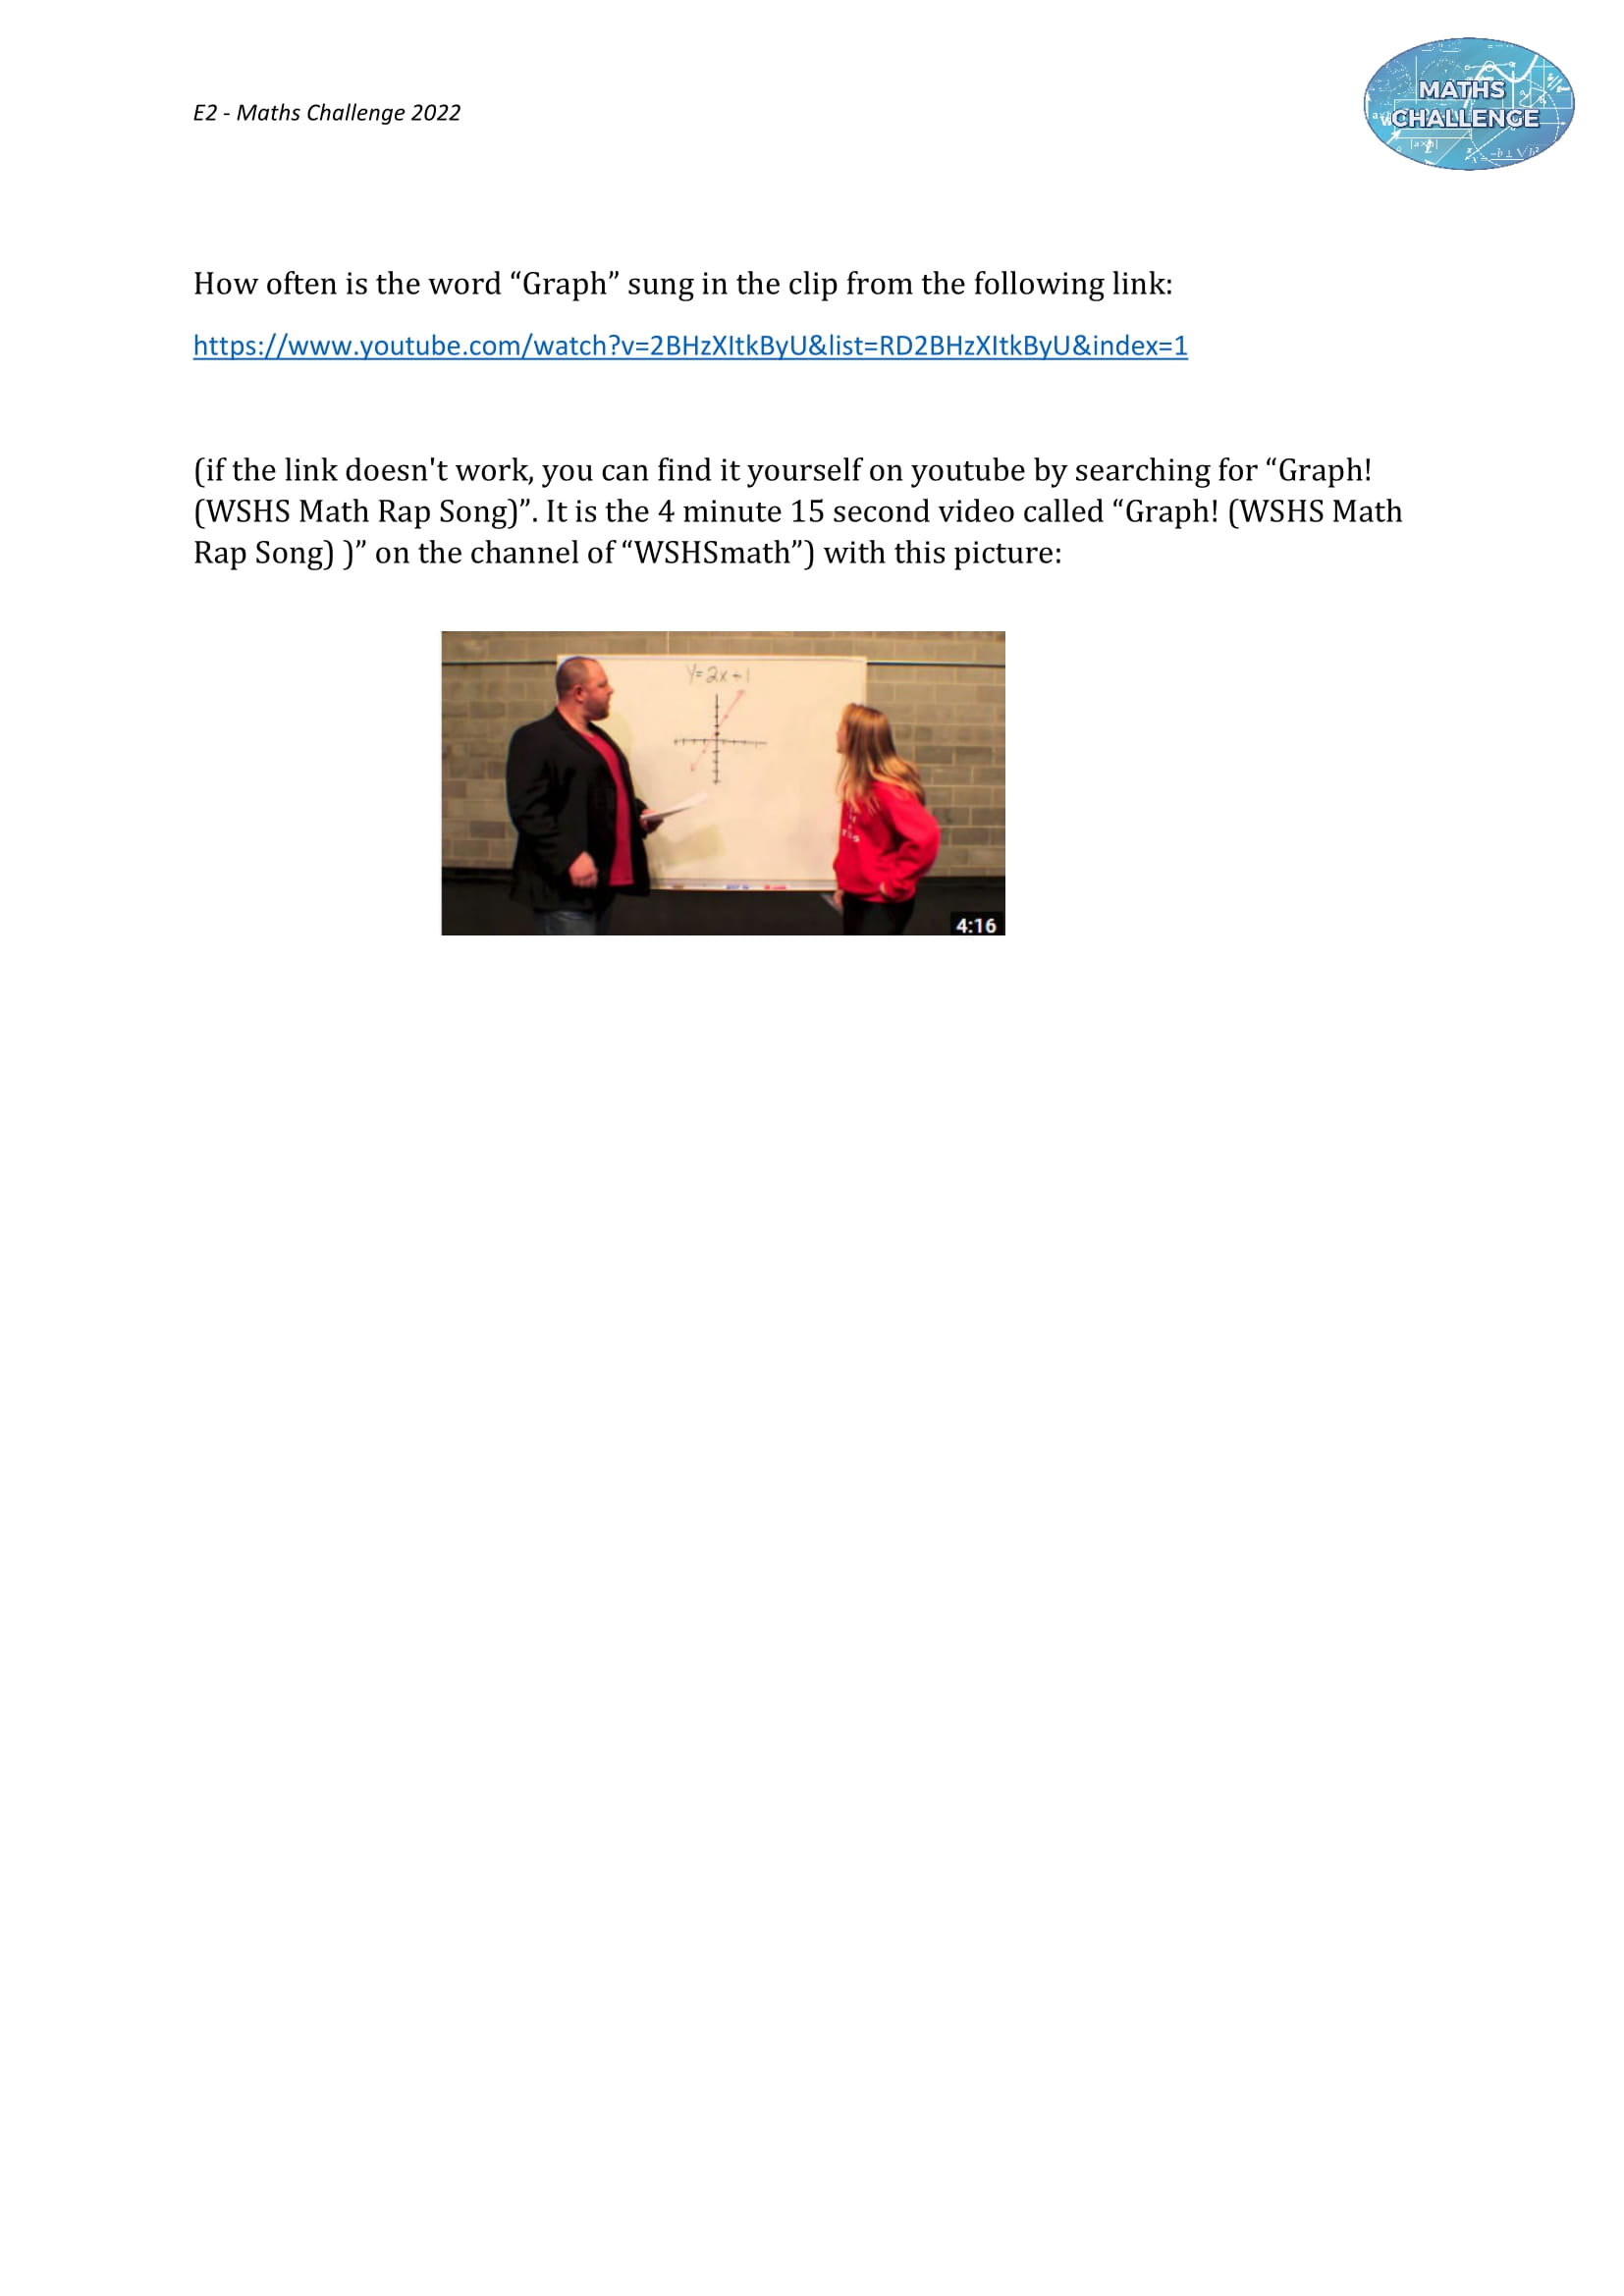 E2 - Maths Challenge 2022
MATHS
CHALLENGE
How often is the word “Graph” sung in the clip from the following link:
https://www.youtube.com/watch?v=2BHzXItkByU&list=RD2BHzXItkByU&index=1
(if the link doesn't work, you can find it yourself on youtube by searching for “Graph!
(WSHS Math Rap Song)”. It is the 4 minute 15 second video called “Graph! (WSHS Math
Rap Song) )” on the channel of “WSHSmath”) with this picture:
y=2x+1
4:16